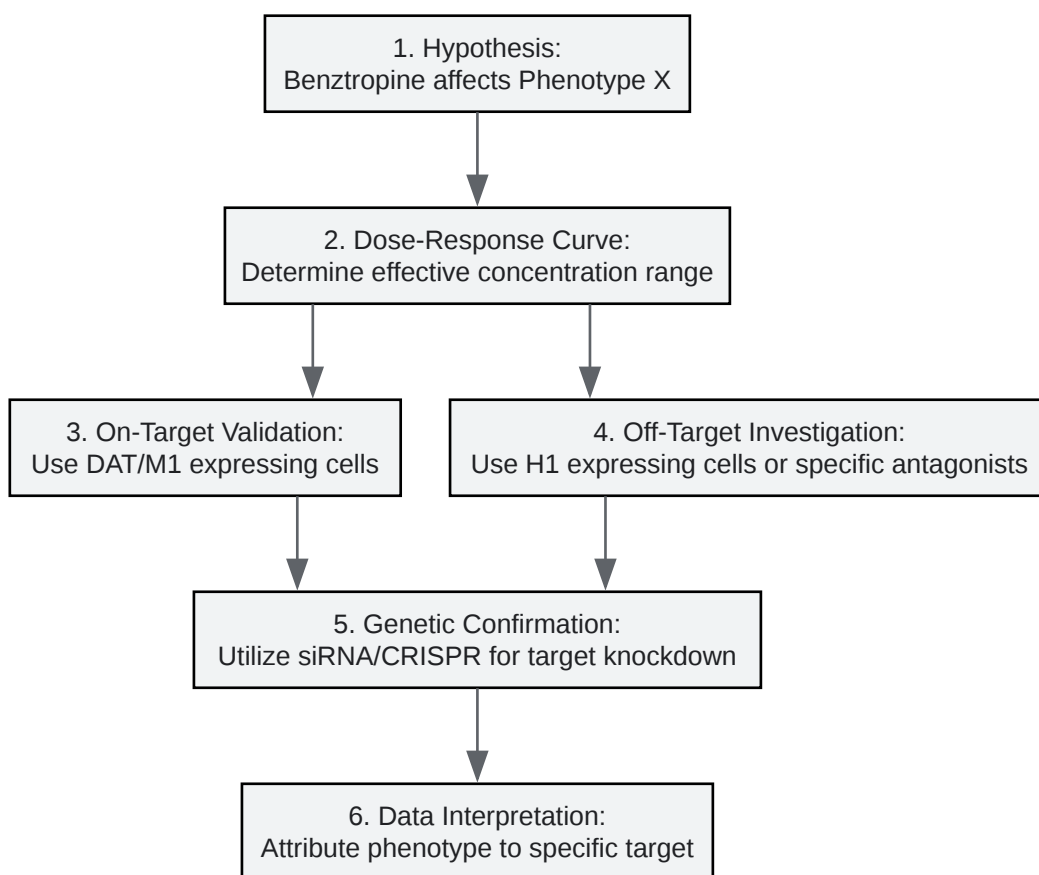 1. Hypothesis:
Benztropine affects Phenotype X
2. Dose-Response Curve:
Determine effective concentration range
3. On-Target Validation:
Use DAT/M1 expressing cells
4. Off-Target Investigation:
Use H1 expressing cells or specific antagonists
5. Genetic Confirmation:
Utilize siRNA/CRISPR for target knockdown
6. Data Interpretation:
Attribute phenotype to specific target